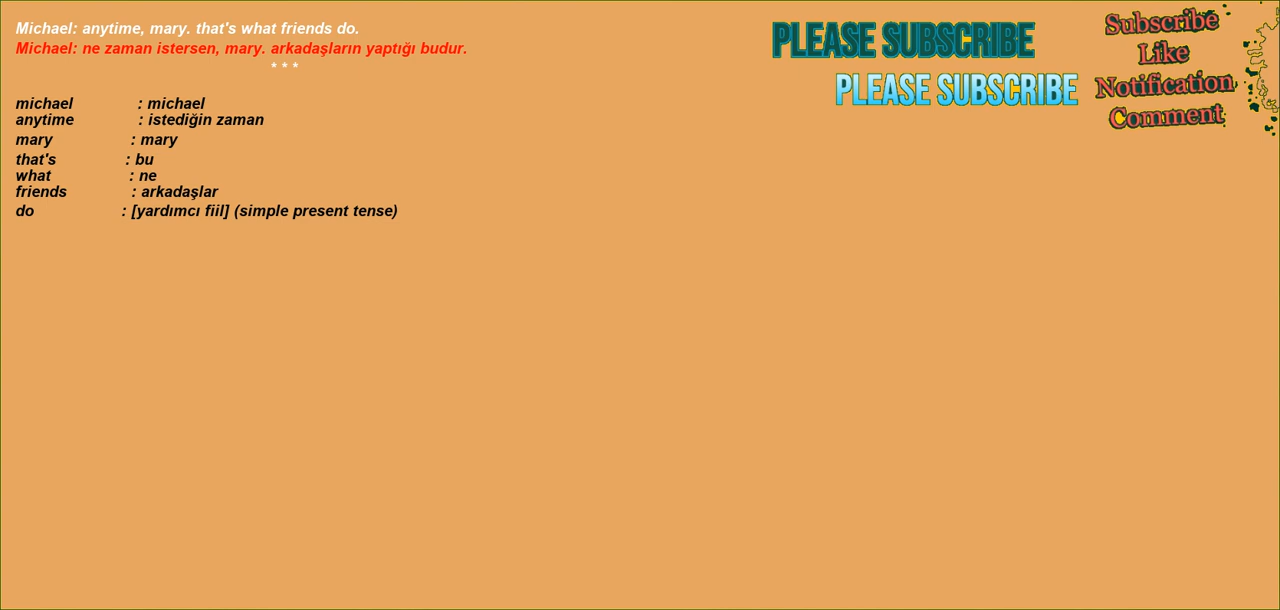 Michael: anytime, mary. that's what friends do.
Michael: ne zaman istersen, mary. arkadaşların yaptığı budur.
* * *
michael : michael
anytime : istediğin zaman
mary : mary
that's : bu
what : ne
friends : arkadaşlar
do : [yardımcı fiil] (simple present tense)
PLEASE SUBSCRIBE
PLEASE SUBSCRIBE
Subscribe
Like
Notification
Comment